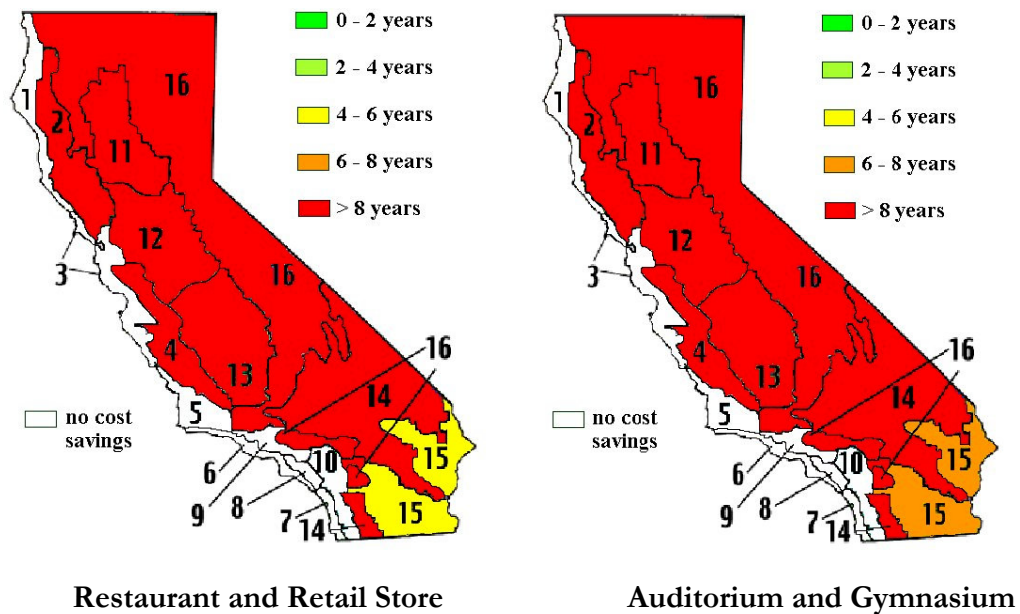 0 - 2 years
2 - 4 years
4 - 6 years
6 - 8 years
> 8 years
no cost
savings
1
2
16
11
12
3
16
4
13
16
14
5
15
10
6
9
8
7
14
15
Restaurant and Retail Store
0 - 2 years
2 - 4 years
4 - 6 years
6 - 8 years
> 8 years
no cost
savings
1
2
16
11
12
3
16
4
13
16
14
5
15
10
6
9
8
7
14
15
Auditorium and Gymnasium